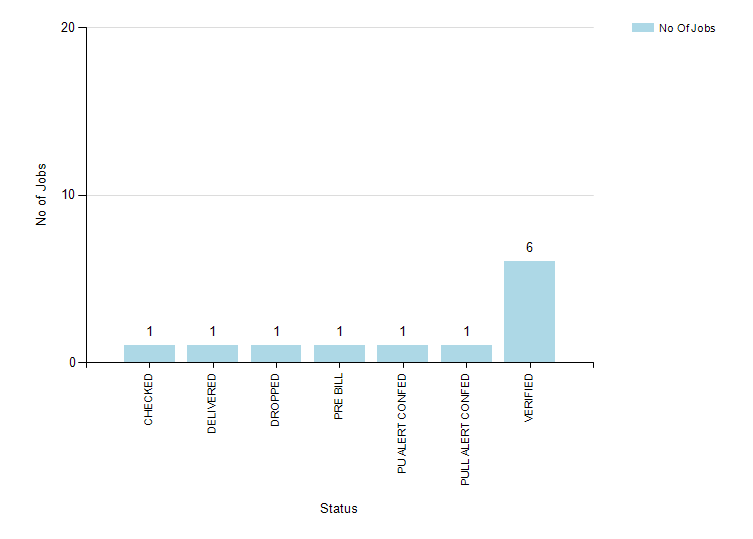 20
No Of Jobs
No of Jobs
10
6
1
1
1
1
1
1
0
CHECKED
DELIVERED
DROPPED
PRE BILL
PU ALERT CONFED
PULL ALERT CONFED
VERIFIED
Status